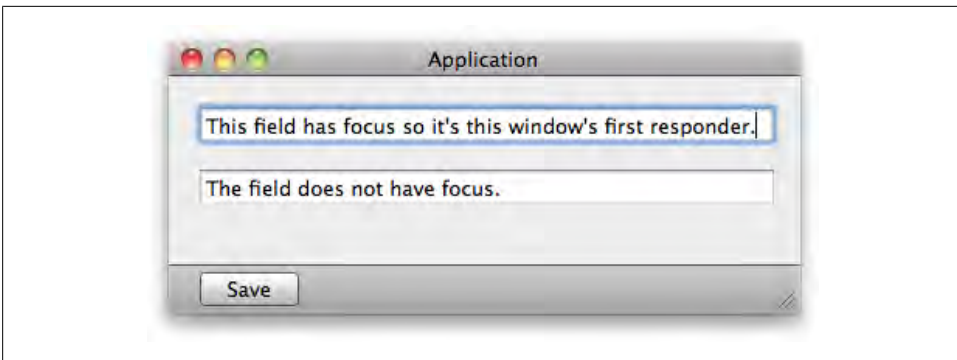 Application
This field has focus so it's this window's first responder.
The field does not have focus.
Save